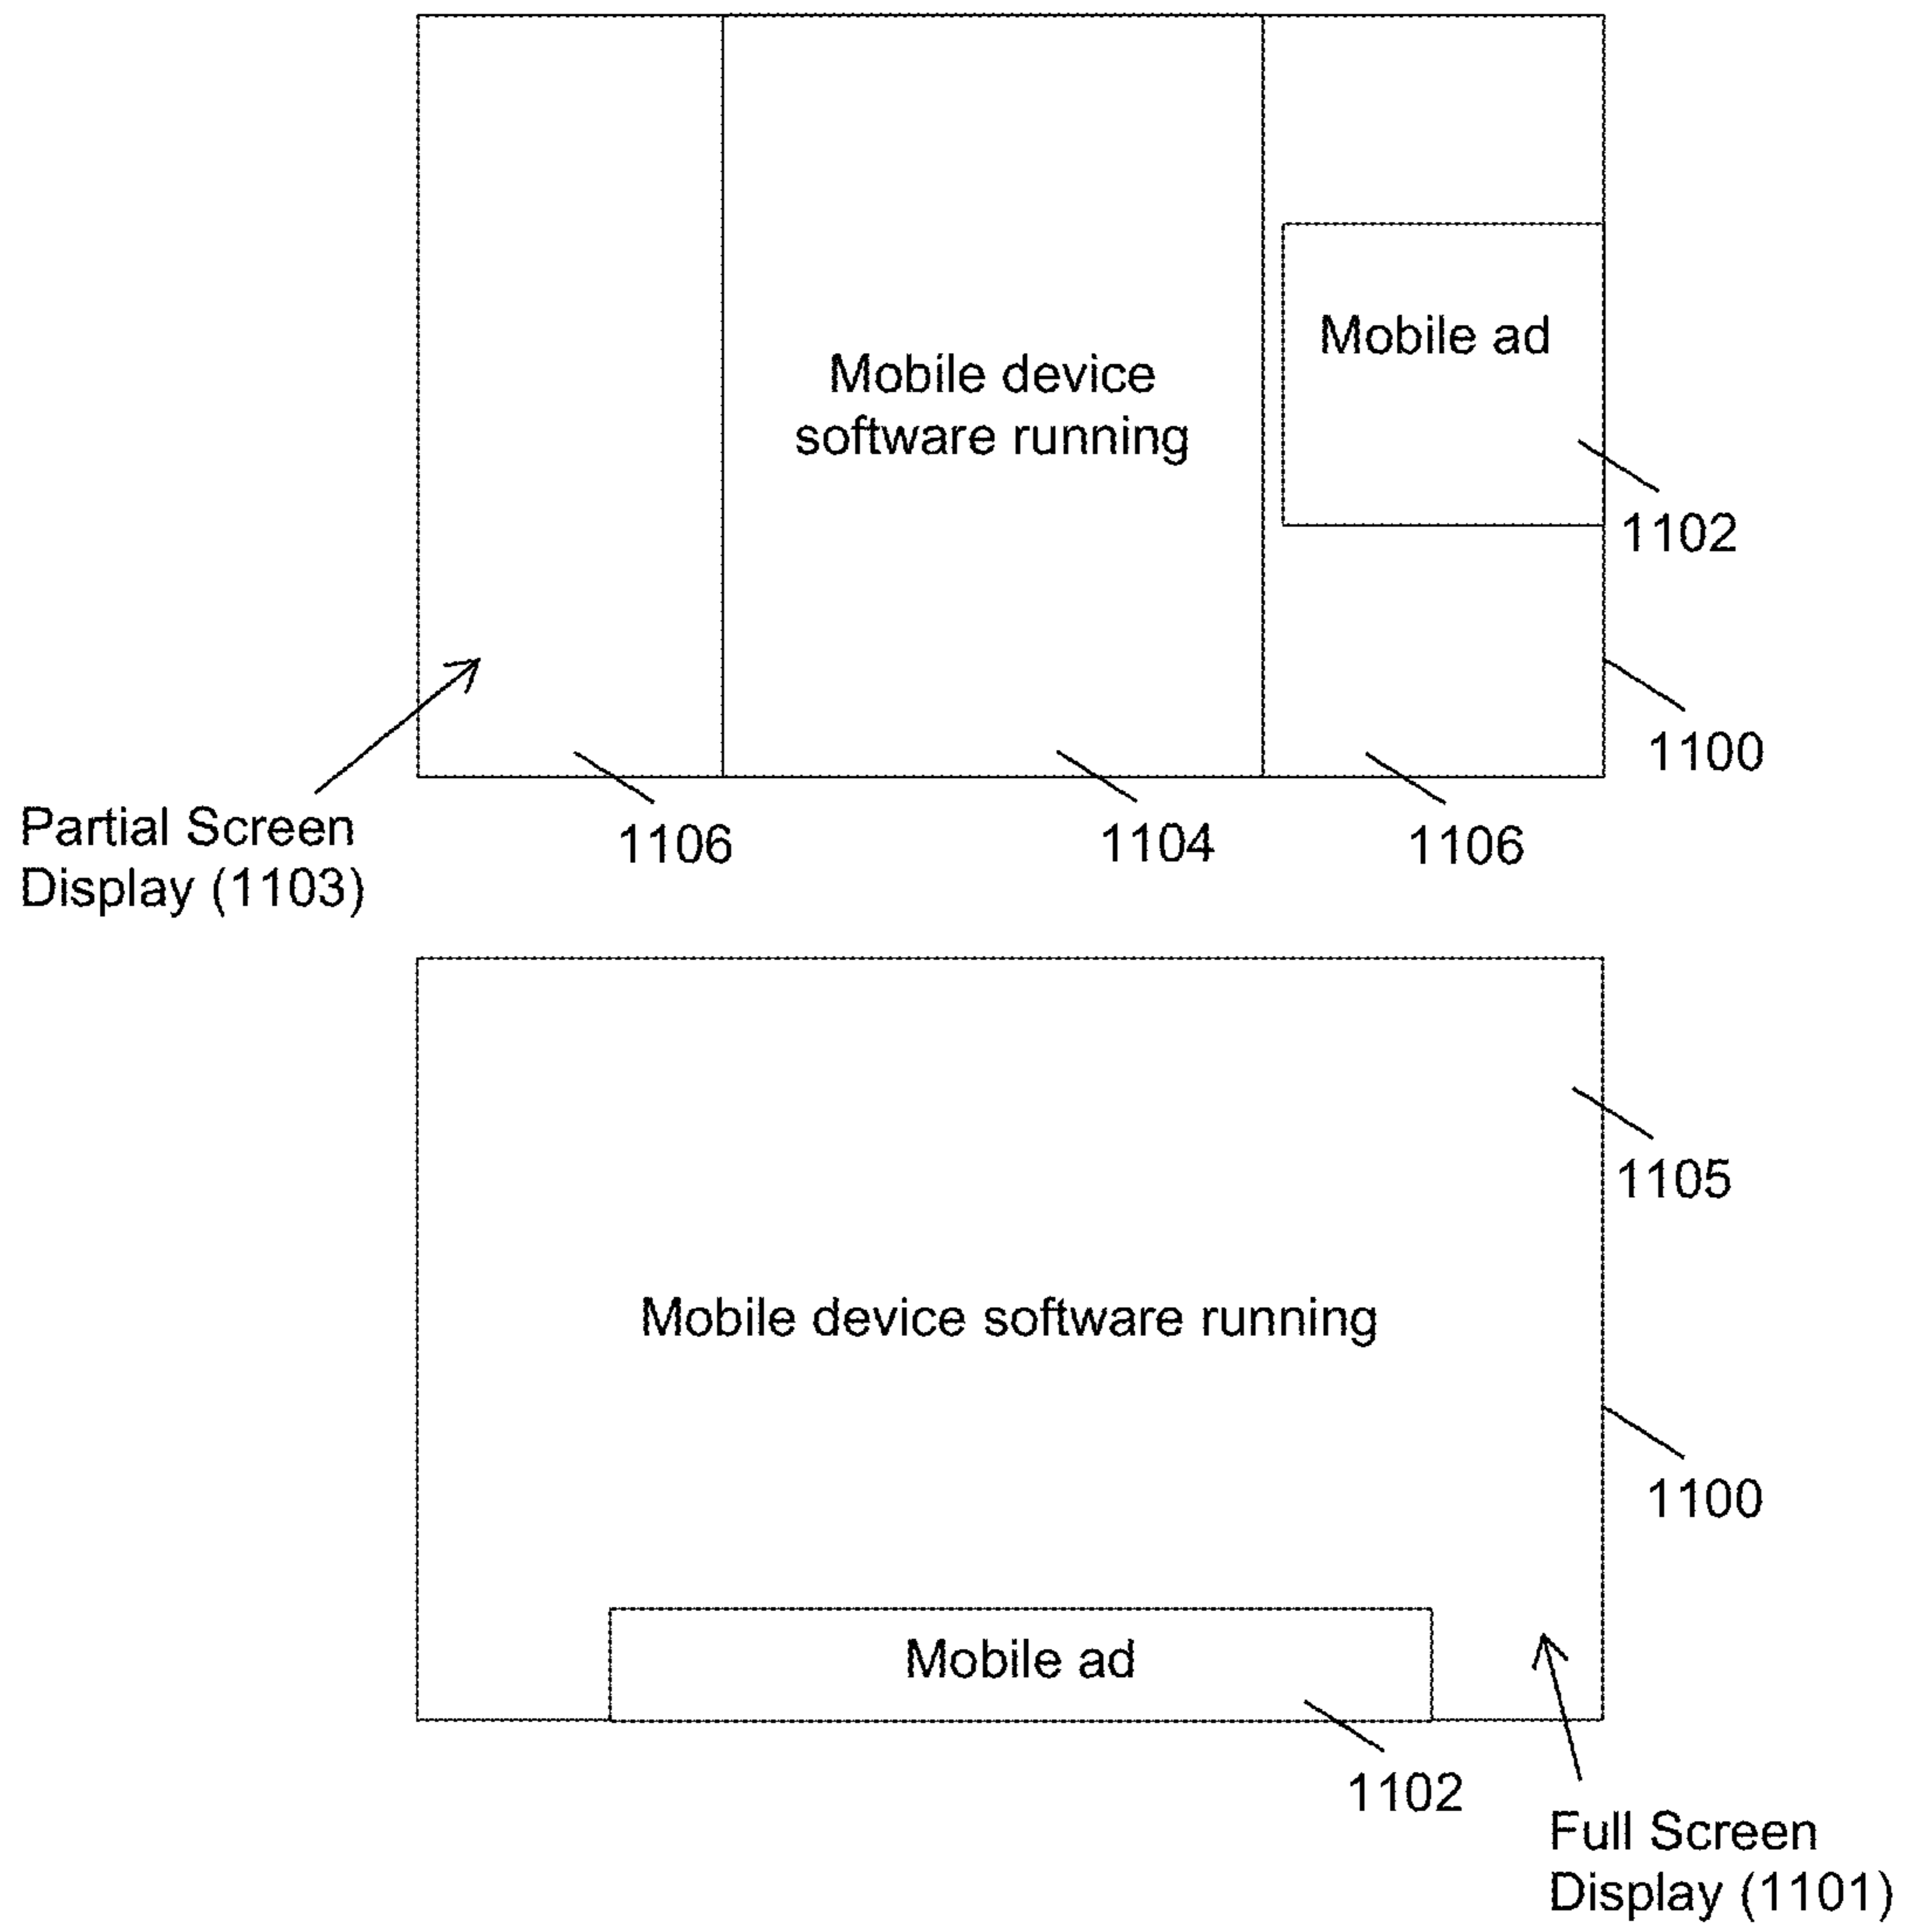 Mobile device
software running
Mobile ad
1102
1100
Partial Screen
Display (1103)
1106
1104
1106
1105
Mobile device software running
1100
Mobile ad
1102
Full Screen
Display (1101)